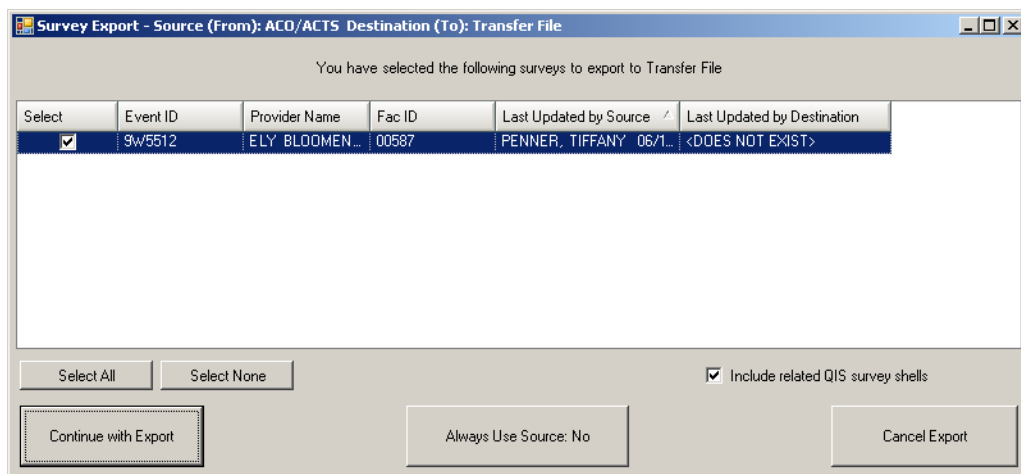 Survey Export - Source (From): ACO/ACTS Destination (To): Transfer File
You have selected the following surveys to export to Transfer File
Select Event ID Provider Name Fac ID Last Updated by Source Last Updated by Destination
9W5512 ELY BLOOMEN... 00587 PENNER, TIFFANY 06/1... <DOES NOT EXIST>
Select All Select None Include related QIS survey shells
Continue with Export Always Use Source: No Cancel Export